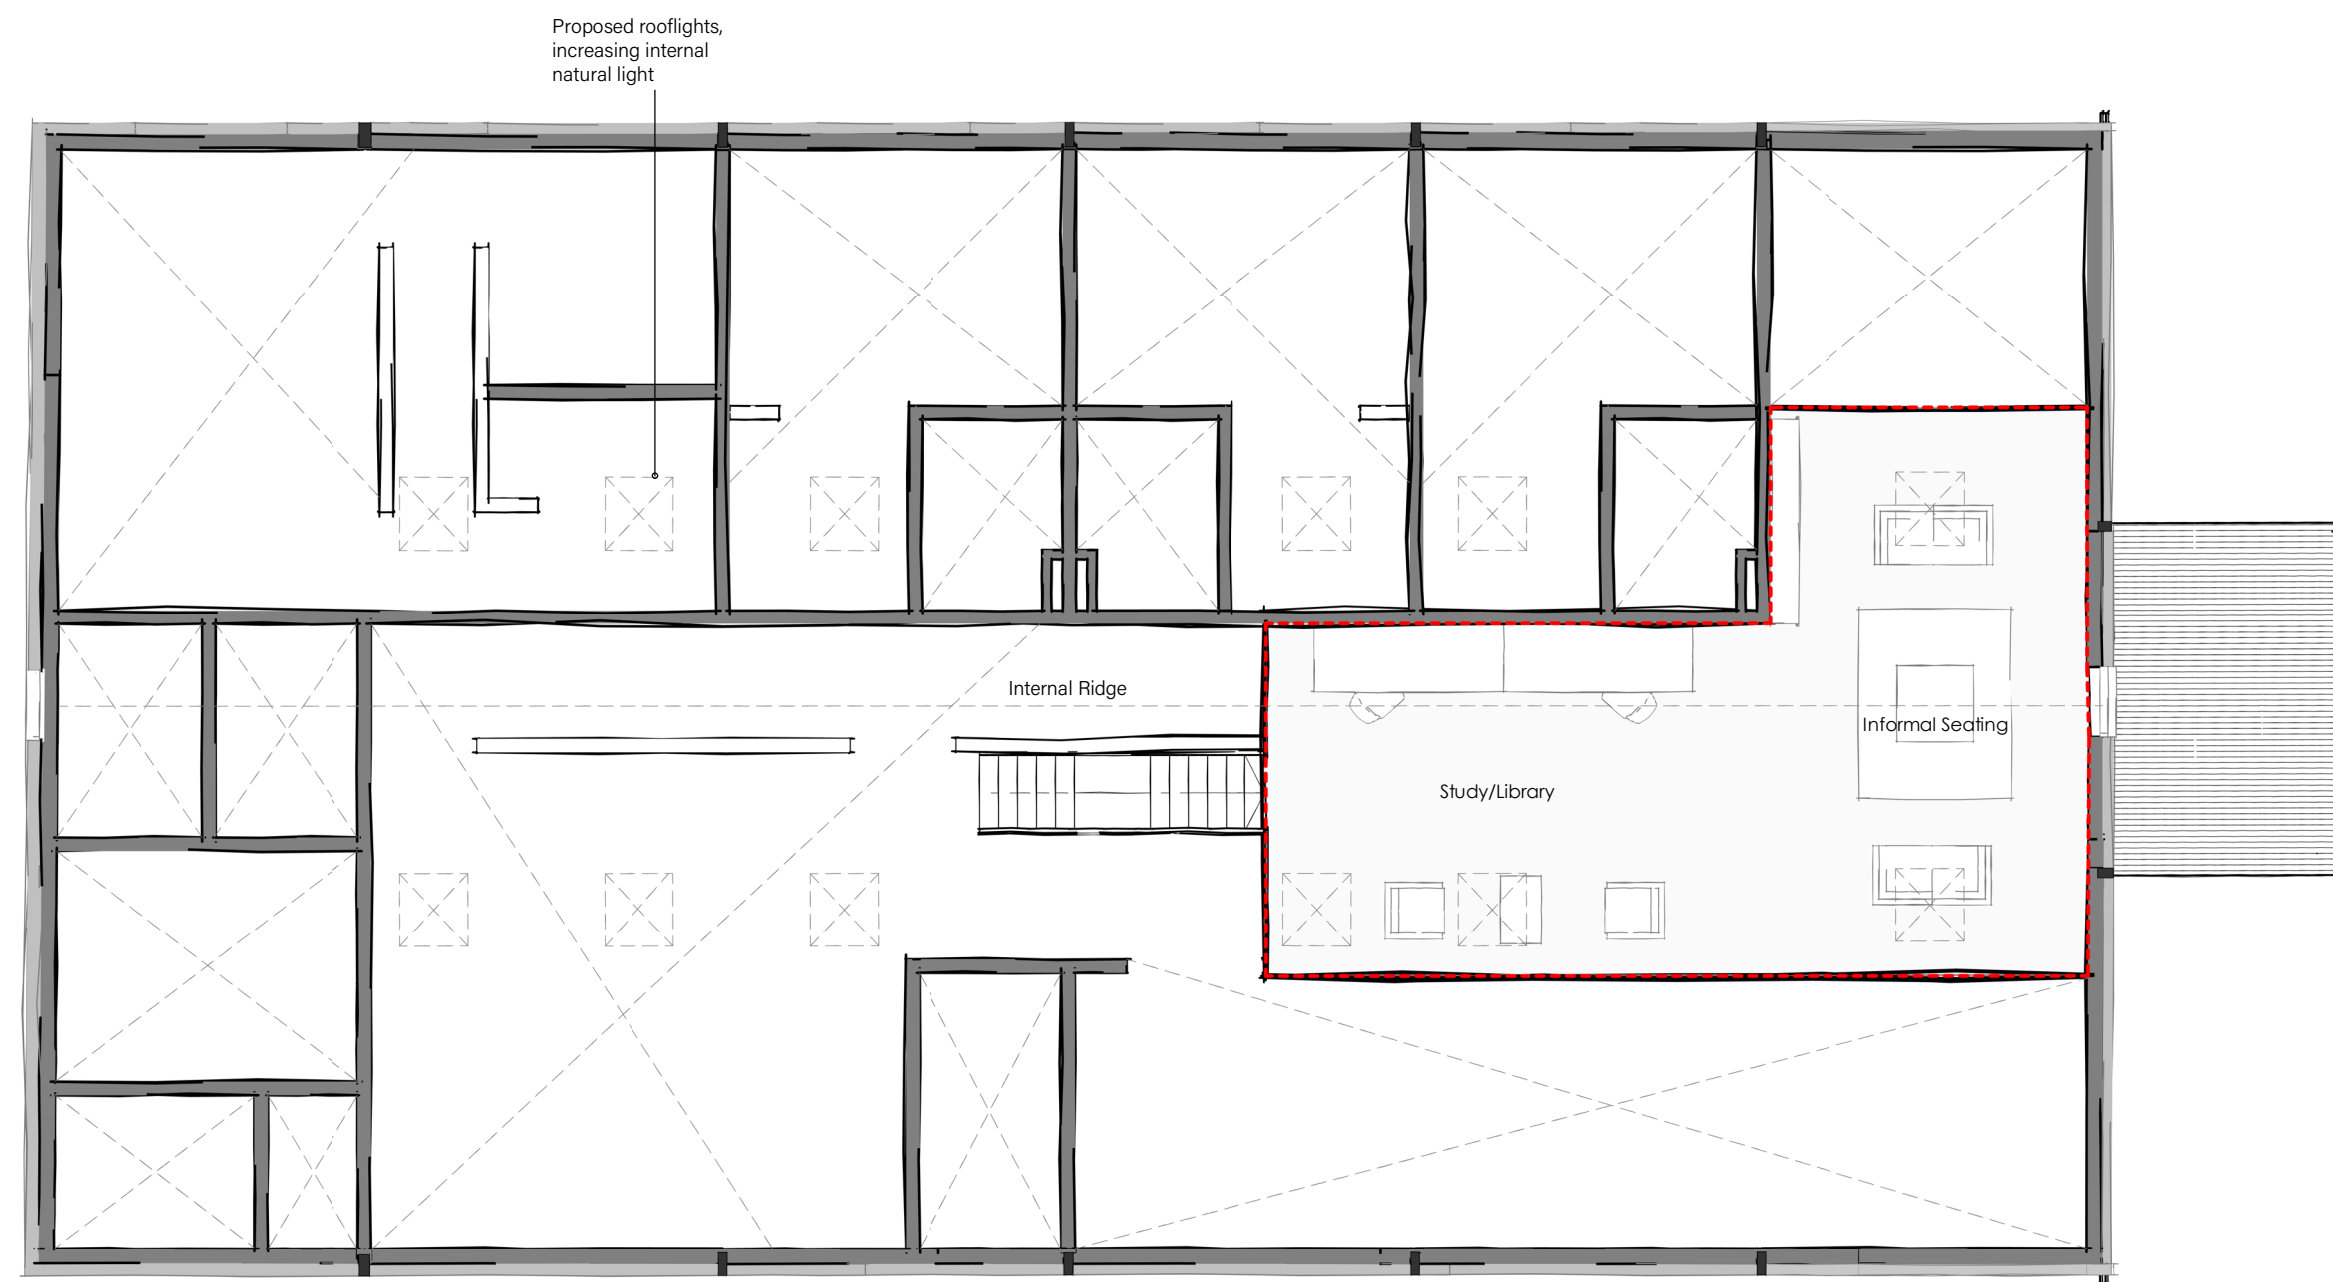 Proposed rooflights,
increasing internal
natural light
Internal Ridge
Informal Seating
Study/Library